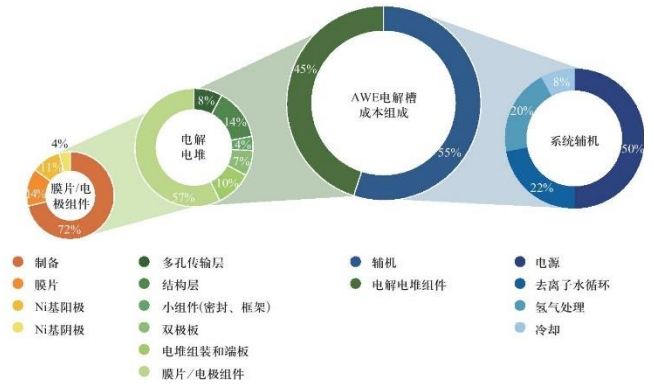 45%
AWE电解槽
成本组成
55%
8%
14%
4%
7%
10%
57%
电解
电堆
8%
20%
22%
50%
系统辅机
4%
11%
14%
72%
膜片/电
极组件
制备
膜片
Ni基阳极
Ni基阴极
多孔传输层
结构层
小组件(密封、框架)
双极板
电堆组装和端板
膜片/电极组件
辅机
电解电堆组件
电源
去离子水循环
氢气处理
冷却